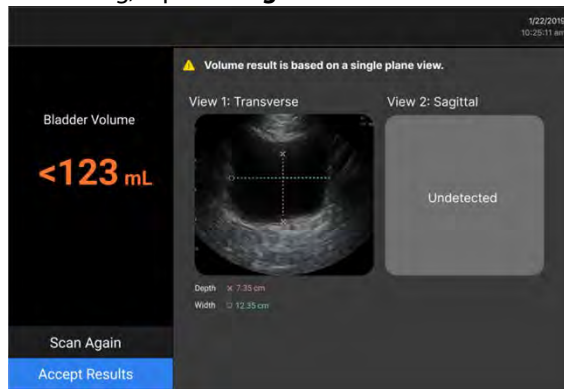 1/22/2019
10:25:11 am
Volume result is based on a single plane view.
View 1: Transverse
View 2: Sagittal
Bladder Volume
<123 mL
Undetected
Depth × 7.35 cm
Width 12.35 cm
Scan Again
Accept Results